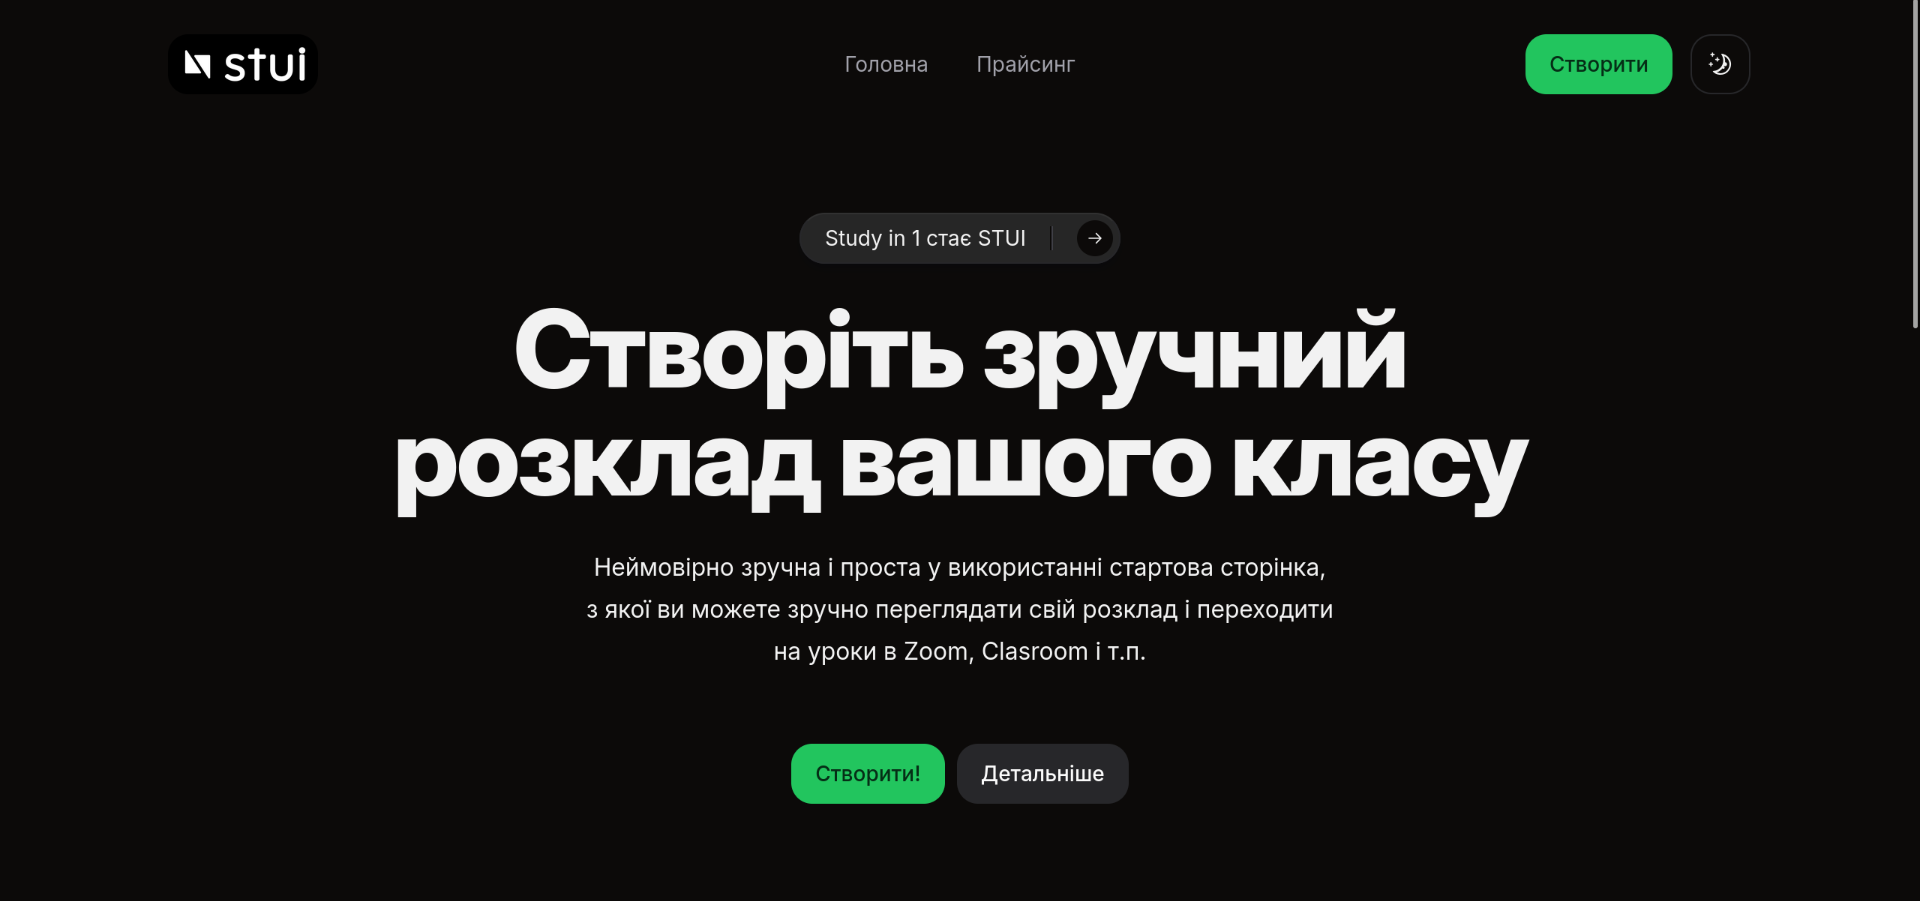 stui
Головна
Прайсинг
Створити
Study in 1 стає STUI
Створіть зручний
розклад вашого класу
Неймовірно зручна і проста у використанні стартова сторінка,
з якої ви можете зручно переглядати свій розклад і переходити
на уроки в Zoom, Clasroom і т.п.
Створити!
Детальніше